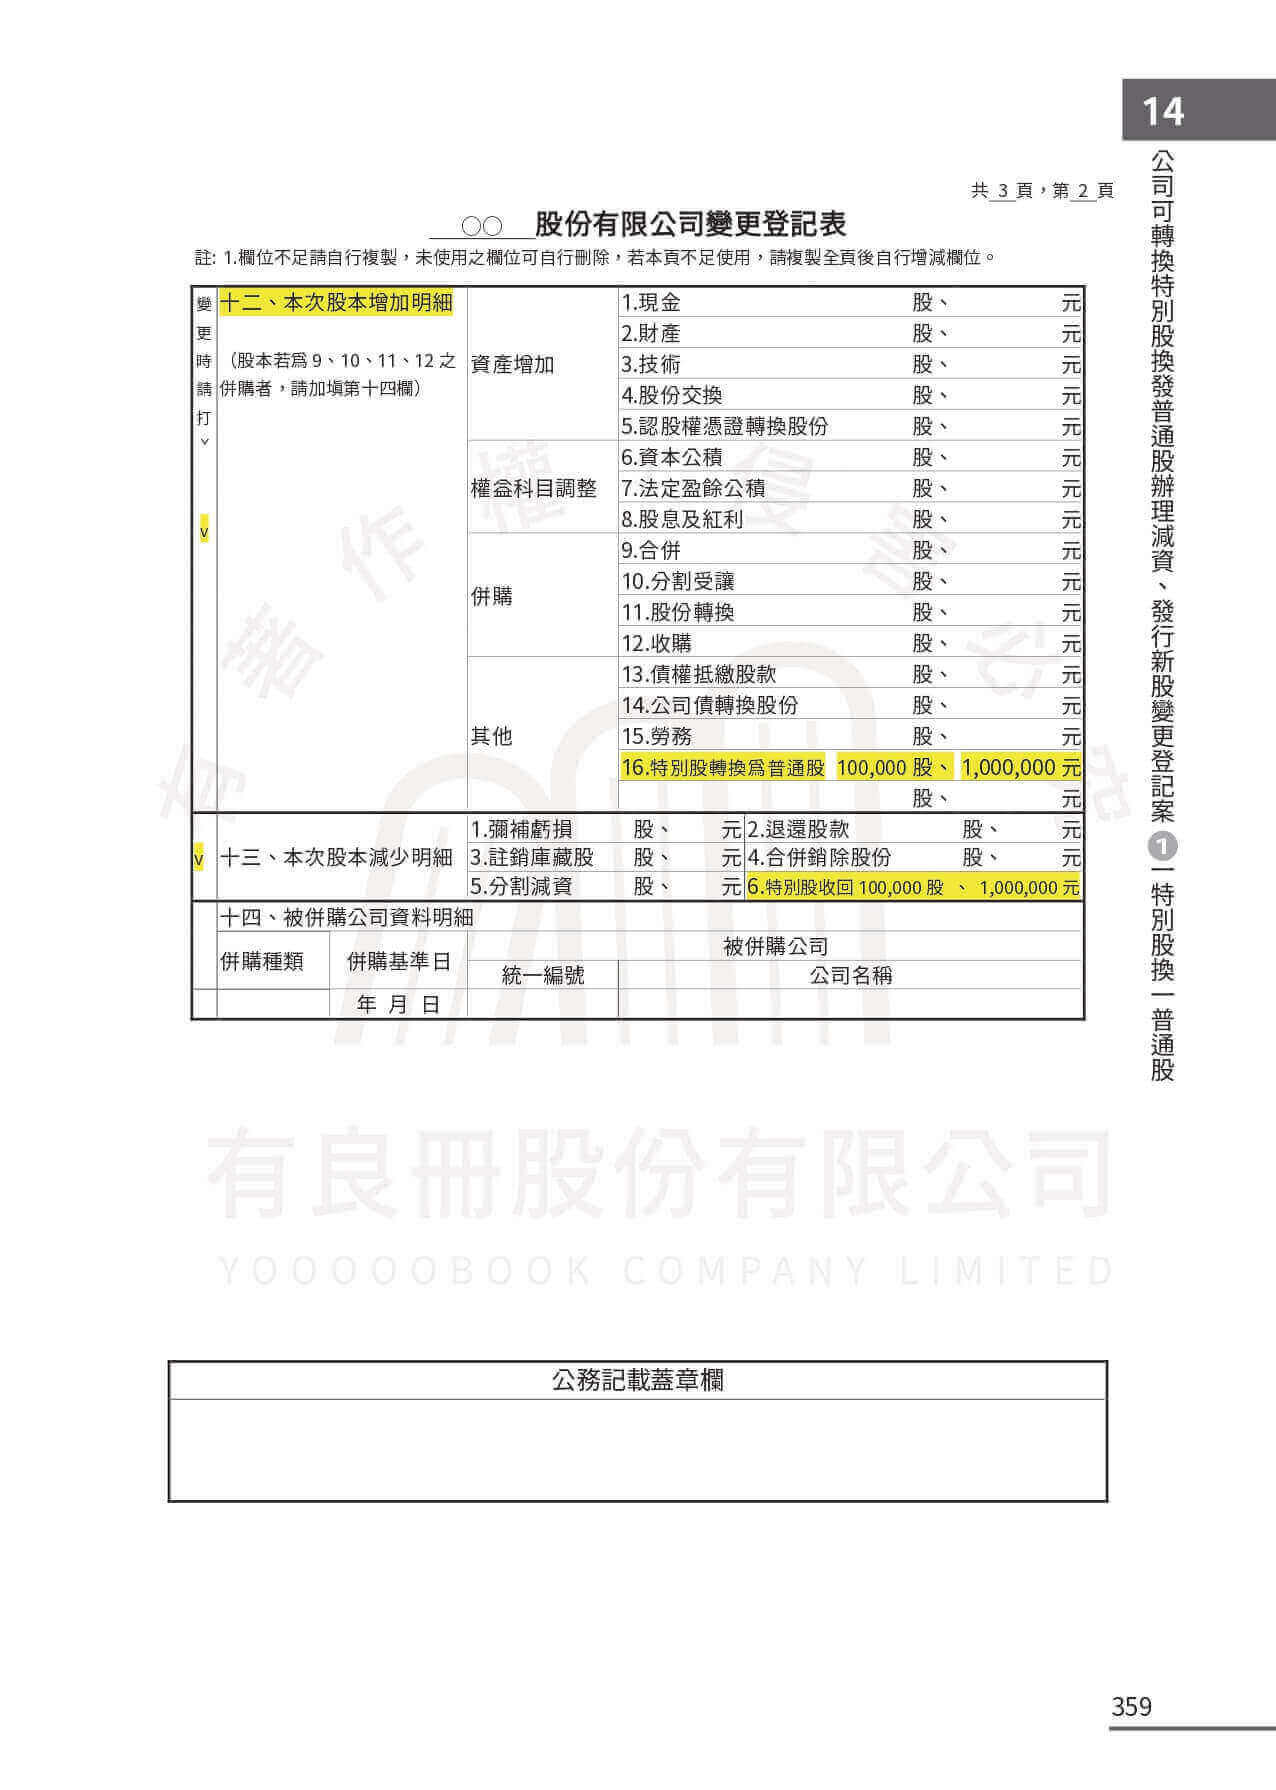 14
公司可轉換特別股換發普通股辦理減資、發行新股變更登記案 1 一特別股換一普通股
共 3 頁，第 2 頁
○○ 股份有限公司變更登記表
註: 1.欄位不足請自行複製，未使用之欄位可自行刪除，若本頁不足使用，請複製全頁後自行增減欄位。
變更時請打v
v
十二、本次股本增加明細
（股本若為 9、10、11、12 之
併購者，請加填第十四欄）
資產增加
1.現金 股、 元
2.財產 股、 元
3.技術 股、 元
4.股份交換 股、 元
5.認股權憑證轉換股份 股、 元
權益科目調整
6.資本公積 股、 元
7.法定盈餘公積 股、 元
8.股息及紅利 股、 元
併購
9.合併 股、 元
10.分割受讓 股、 元
11.股份轉換 股、 元
12.收購 股、 元
其他
13.債權抵繳股款 股、 元
14.公司債轉換股份 股、 元
15.勞務 股、 元
16.特別股轉換為普通股 100,000 股、 1,000,000 元
股、 元
v 十三、本次股本減少明細
1.彌補虧損 股、 元 2.退還股款 股、 元
3.註銷庫藏股 股、 元 4.合併銷除股份 股、 元
5.分割減資 股、 元 6.特別股收回 100,000 股 、 1,000,000 元
十四、被併購公司資料明細
併購種類 併購基準日 被併購公司
統一編號 公司名稱
年 月 日
有著作權 侵害必究
有良冊股份有限公司
YOOOOOBOOK COMPANY LIMITED
公務記載蓋章欄
359